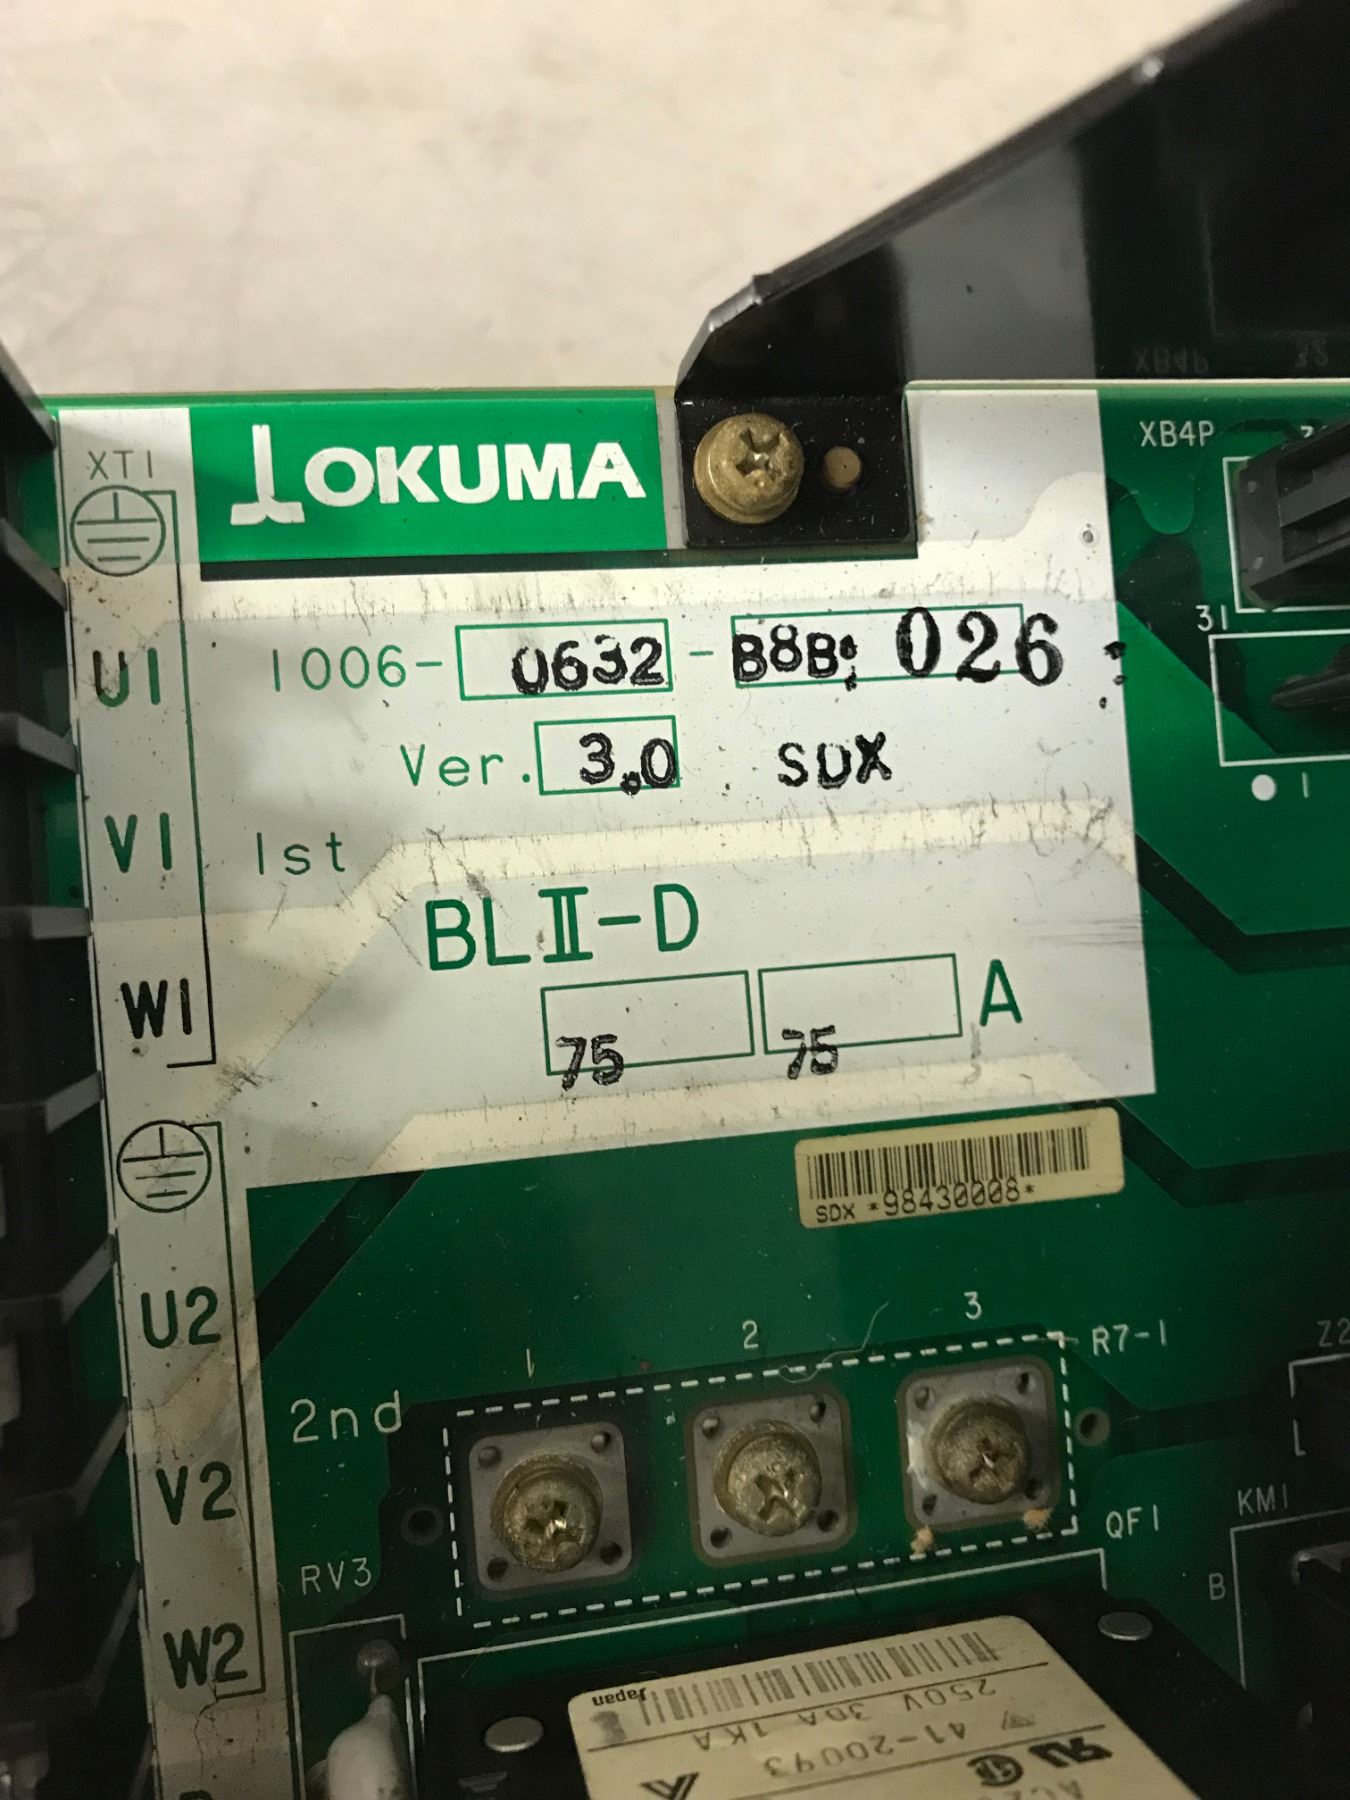 XB4P
XT1
OKUMA
31
U1
1006-0632-B8B: 026
Ver. 3.0 SDX
V1
1st
1
BLⅡ-D
W1
75 75 A
SDX *98430008*
U2
1 2 3
R7-1
2nd
V2
QF1
KM1
RV3
B
W2
Japan
250V 30A 1KA
41-20093